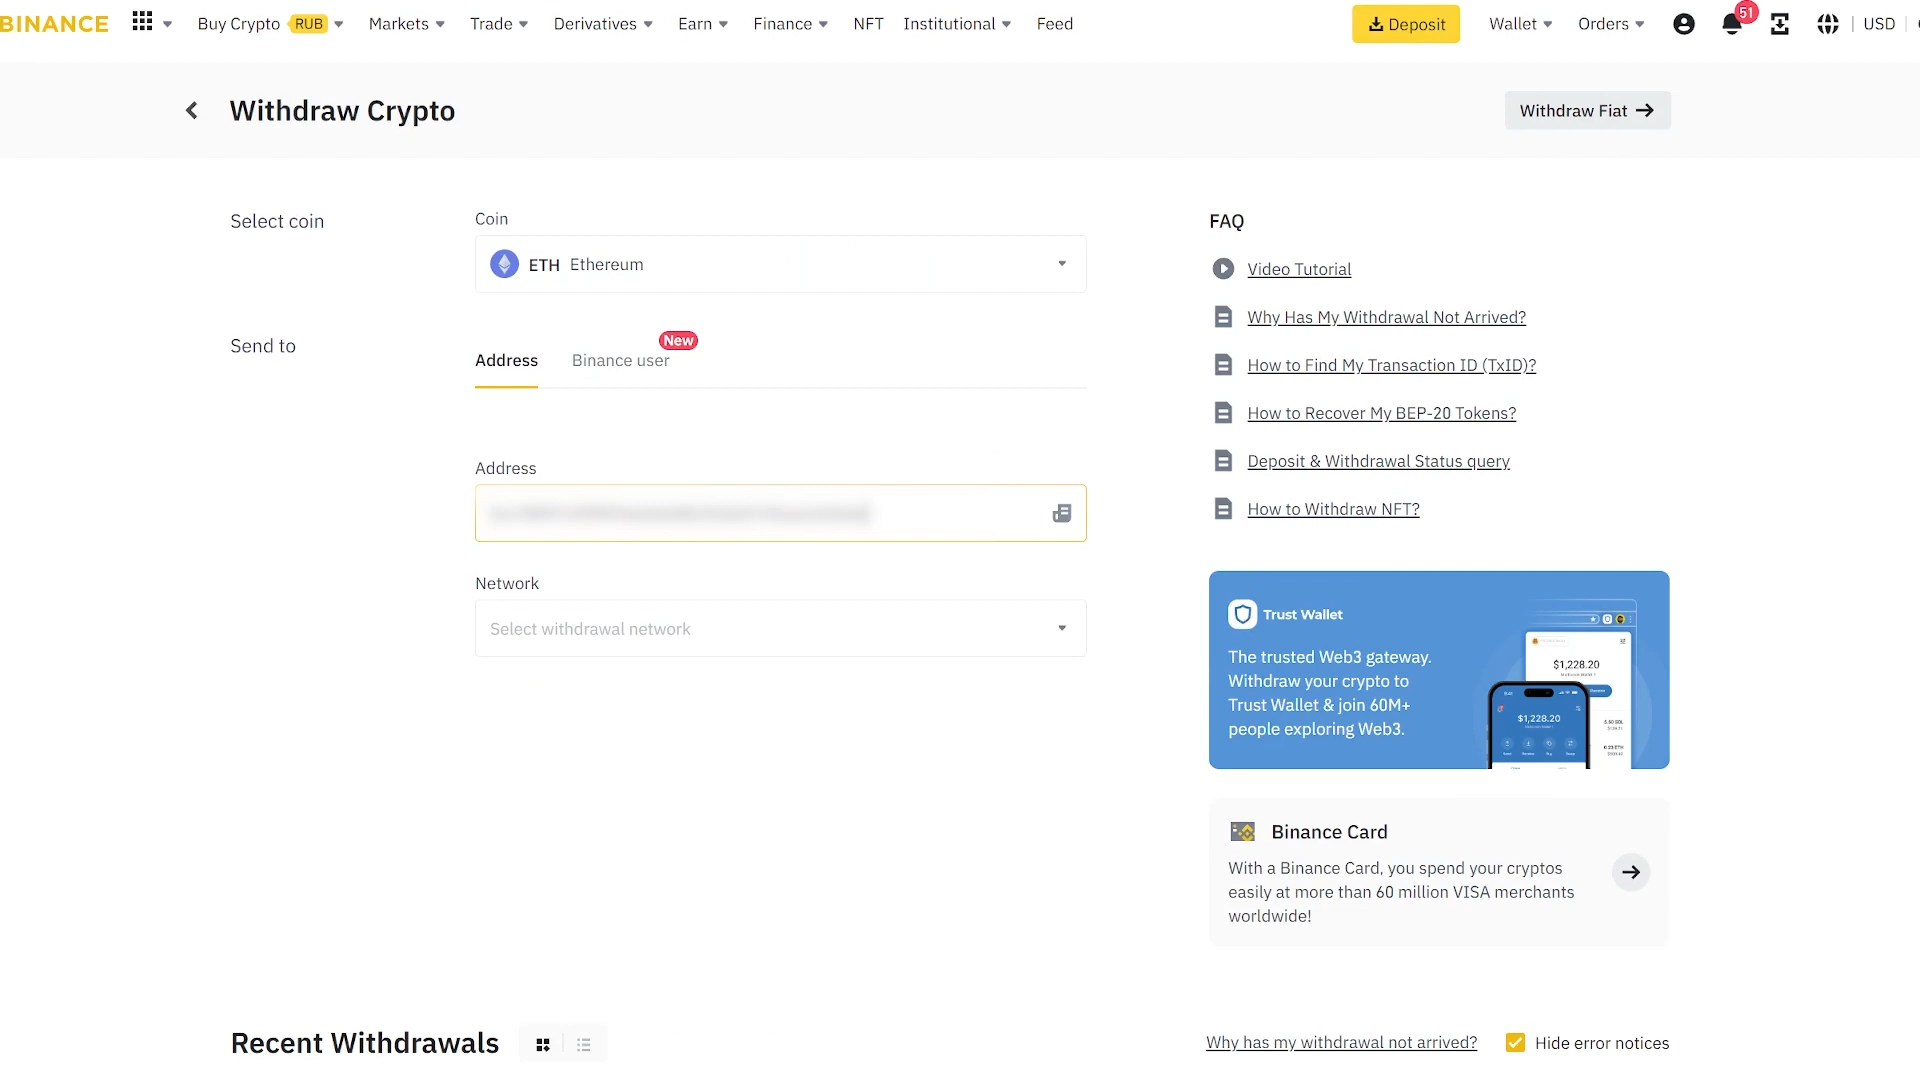 BINANCE
Buy Crypto RUB Markets Trade Derivatives Earn Finance NFT Institutional Feed Deposit Wallet Orders 51 USD
Withdraw Crypto
Withdraw Fiat
Select coin
Coin
ETH Ethereum
Send to
Address
Binance user
New
Address
Network
Select withdrawal network
FAQ
Video Tutorial
Why Has My Withdrawal Not Arrived?
How to Find My Transaction ID (TxID)?
How to Recover My BEP-20 Tokens?
Deposit & Withdrawal Status query
How to Withdraw NFT?
Trust Wallet
The trusted Web3 gateway.
Withdraw your crypto to
Trust Wallet & join 60M+
people exploring Web3.
$1,228.20
$1,228.20
Binance Card
With a Binance Card, you spend your cryptos
easily at more than 60 million VISA merchants
worldwide!
Recent Withdrawals
Why has my withdrawal not arrived?
Hide error notices